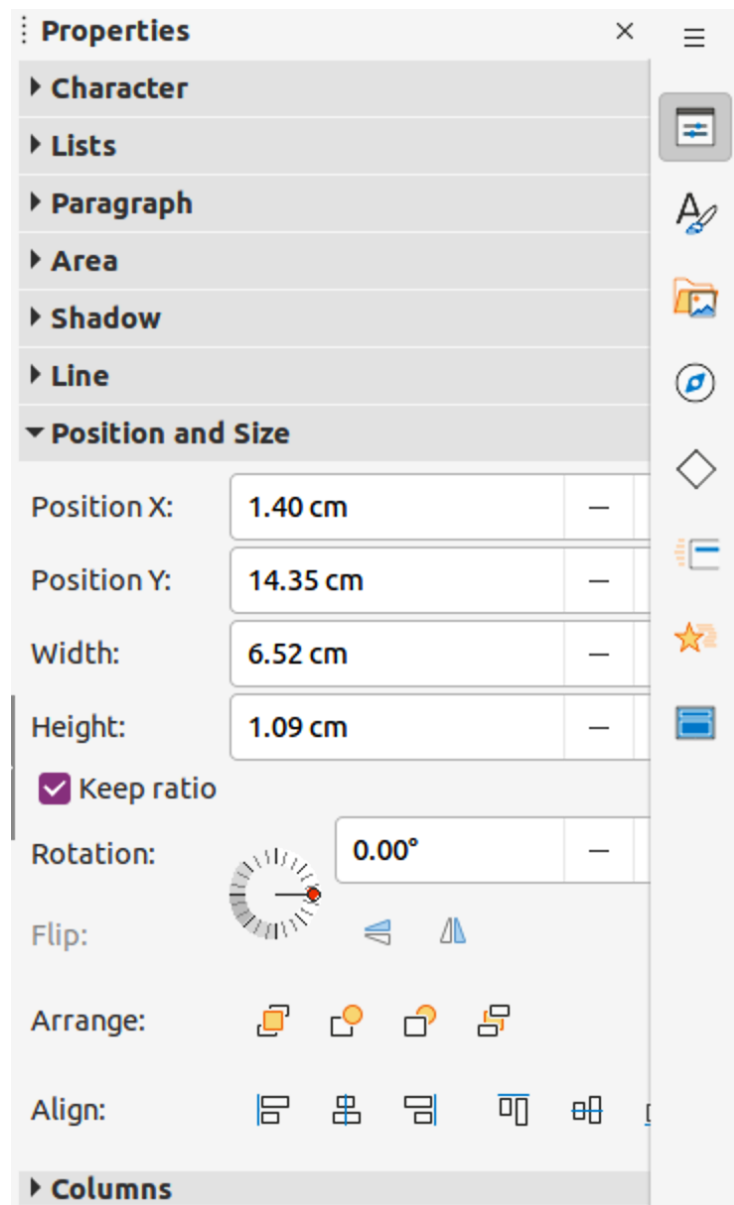 Properties
Character
Lists
Paragraph
Area
Shadow
Line
Position and Size
Position X: 1.40 cm
Position Y: 14.35 cm
Width: 6.52 cm
Height: 1.09 cm
Keep ratio
Rotation: 0.00°
Flip:
Arrange:
Align:
Columns